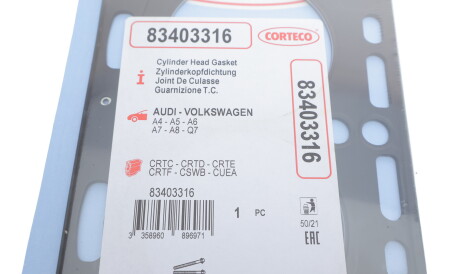 83403316
CORTECO
Cylinder Head Gasket
Zylinderkopfdichtung
Joint De Culasse
Guarnizione T.C.
83403316
AUDI - VOLKSWAGEN
A4 - A5 - A6
A7 - A8 - Q7
CRTC - CRTD - CRTE
CRTF - CSWB - CUEA
83403316
1 PC
3 358960 896971
50/21
EAC